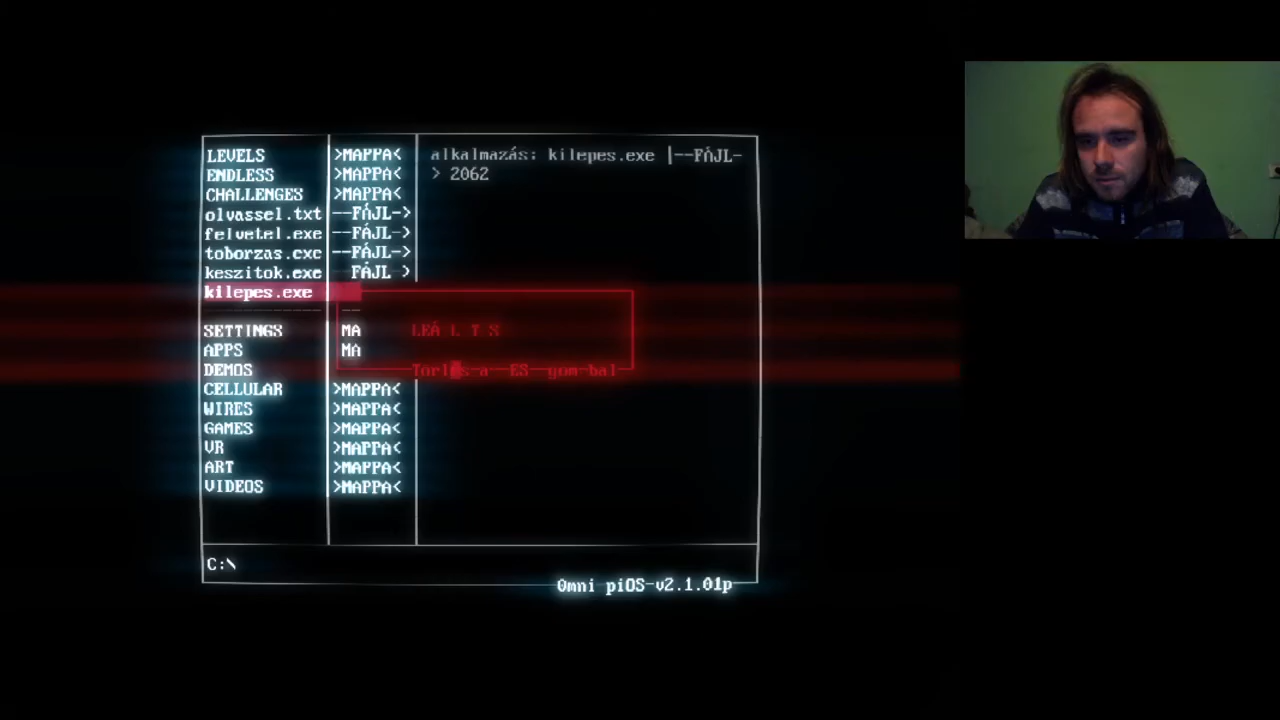 LEVELS >MAPPA< alkalmazás: kilepes.exe |--FÁJL-
ENDLESS >MAPPA< > 2062
CHALLENGES >MAPPA<
olvassel.txt --FÁJL->
felvetel.exe --FÁJL->
toborzas.exe --FÁJL->
keszitok.exe FÁJL >
kilepes.exe
SETTINGS MA LEÁ L T S
APPS MA
DEMOS
CELLULAR >MAPPA<
WIRES >MAPPA<
GAMES >MAPPA<
VR >MAPPA<
ART >MAPPA<
VIDEOS >MAPPA<
C:\
Omni piOS-v2.1.01p